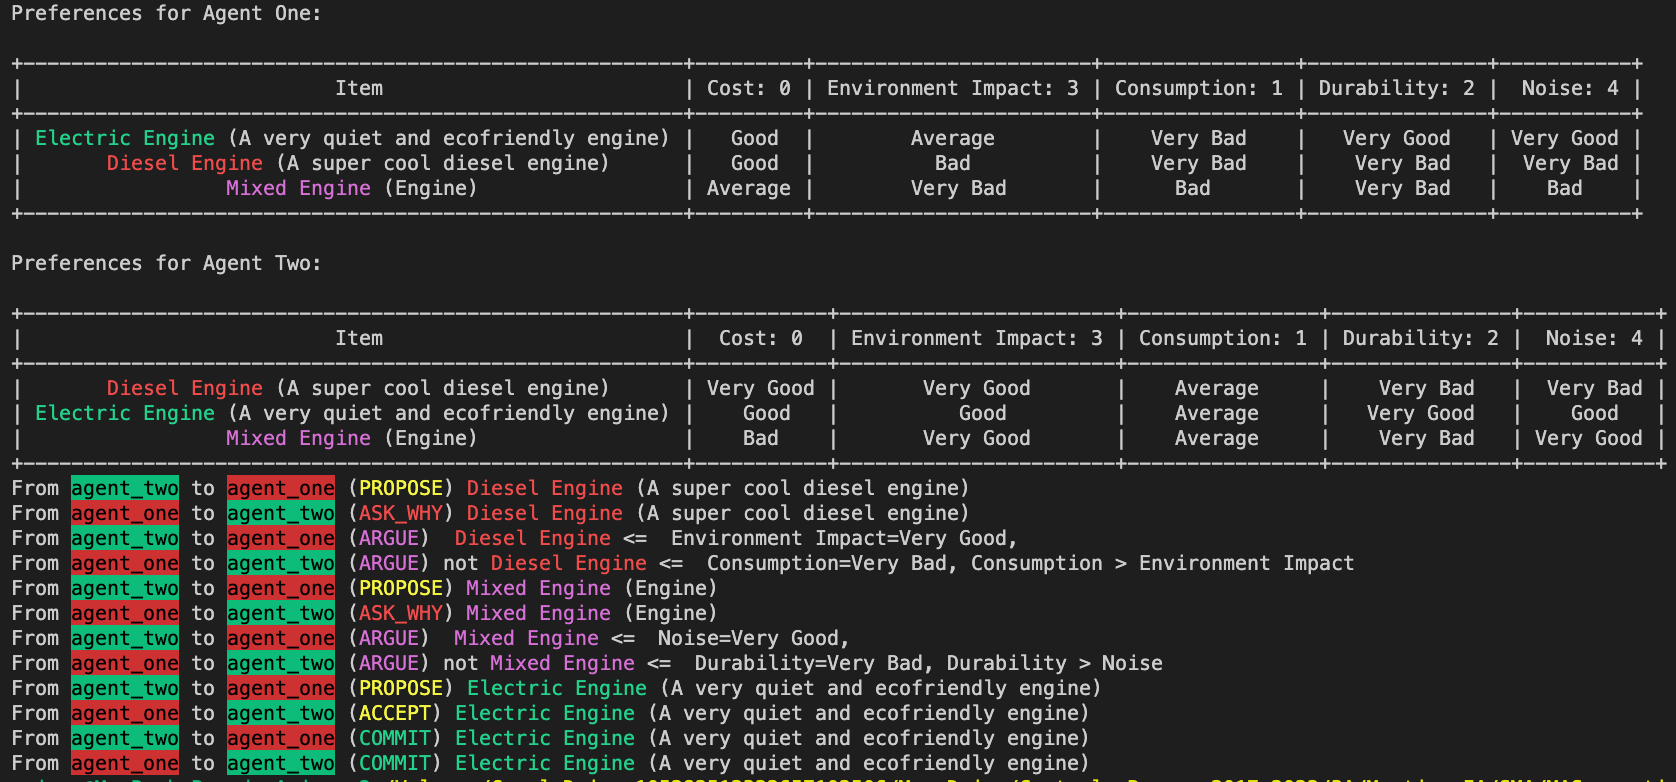 Preferences for Agent One:
| Item | Cost: 0 | Environment Impact: 3 | Consumption: 1 | Durability: 2 | Noise: 4 |
| Electric Engine (A very quiet and ecofriendly engine) | Good | Average | Very Bad | Very Good | Very Good |
| Diesel Engine (A super cool diesel engine) | Good | Bad | Very Bad | Very Bad | Very Bad |
| Mixed Engine (Engine) | Average | Very Bad | Bad | Very Bad | Bad |
Preferences for Agent Two:
| Item | Cost: 0 | Environment Impact: 3 | Consumption: 1 | Durability: 2 | Noise: 4 |
| Diesel Engine (A super cool diesel engine) | Very Good | Very Good | Average | Very Bad | Very Bad |
| Electric Engine (A very quiet and ecofriendly engine) | Good | Good | Average | Very Good | Good |
| Mixed Engine (Engine) | Bad | Very Good | Average | Very Bad | Very Good |
From agent_two to agent_one (PROPOSE) Diesel Engine (A super cool diesel engine)
From agent_one to agent_two (ASK_WHY) Diesel Engine (A super cool diesel engine)
From agent_two to agent_one (ARGUE) Diesel Engine <= Environment Impact=Very Good,
From agent_one to agent_two (ARGUE) not Diesel Engine <= Consumption=Very Bad, Consumption > Environment Impact
From agent_two to agent_one (PROPOSE) Mixed Engine (Engine)
From agent_one to agent_two (ASK_WHY) Mixed Engine (Engine)
From agent_two to agent_one (ARGUE) Mixed Engine <= Noise=Very Good,
From agent_one to agent_two (ARGUE) not Mixed Engine <= Durability=Very Bad, Durability > Noise
From agent_two to agent_one (PROPOSE) Electric Engine (A very quiet and ecofriendly engine)
From agent_one to agent_two (ACCEPT) Electric Engine (A very quiet and ecofriendly engine)
From agent_two to agent_one (COMMIT) Electric Engine (A very quiet and ecofriendly engine)
From agent_one to agent_two (COMMIT) Electric Engine (A very quiet and ecofriendly engine)